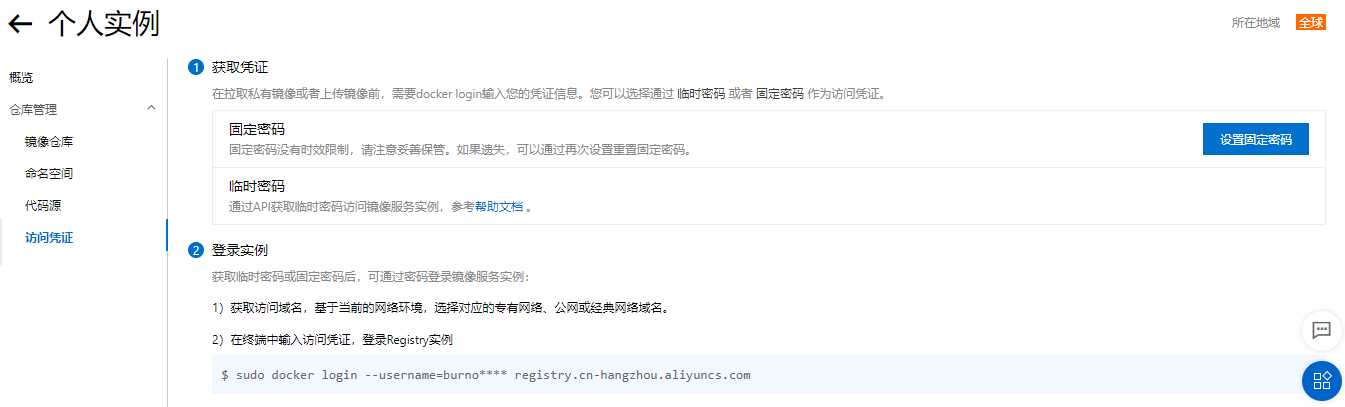 个人实例
所在地域 全球
概览
仓库管理
镜像仓库
命名空间
代码源
访问凭证
1 获取凭证
在拉取私有镜像或者上传镜像前，需要docker login输入您的凭证信息。您可以选择通过 临时密码 或者 固定密码 作为访问凭证。
固定密码
固定密码没有时效限制，请注意妥善保管。如果遗失，可以通过再次设置重置固定密码。
设置固定密码
临时密码
通过API获取临时密码访问镜像服务实例，参考帮助文档 。
2 登录实例
获取临时密码或固定密码后，可通过密码登录镜像服务实例：
1）获取访问域名，基于当前的网络环境，选择对应的专有网络、公网或经典网络域名。
2）在终端中输入访问凭证，登录Registry实例
$ sudo docker login --username=burno**** registry.cn-hangzhou.aliyuncs.com